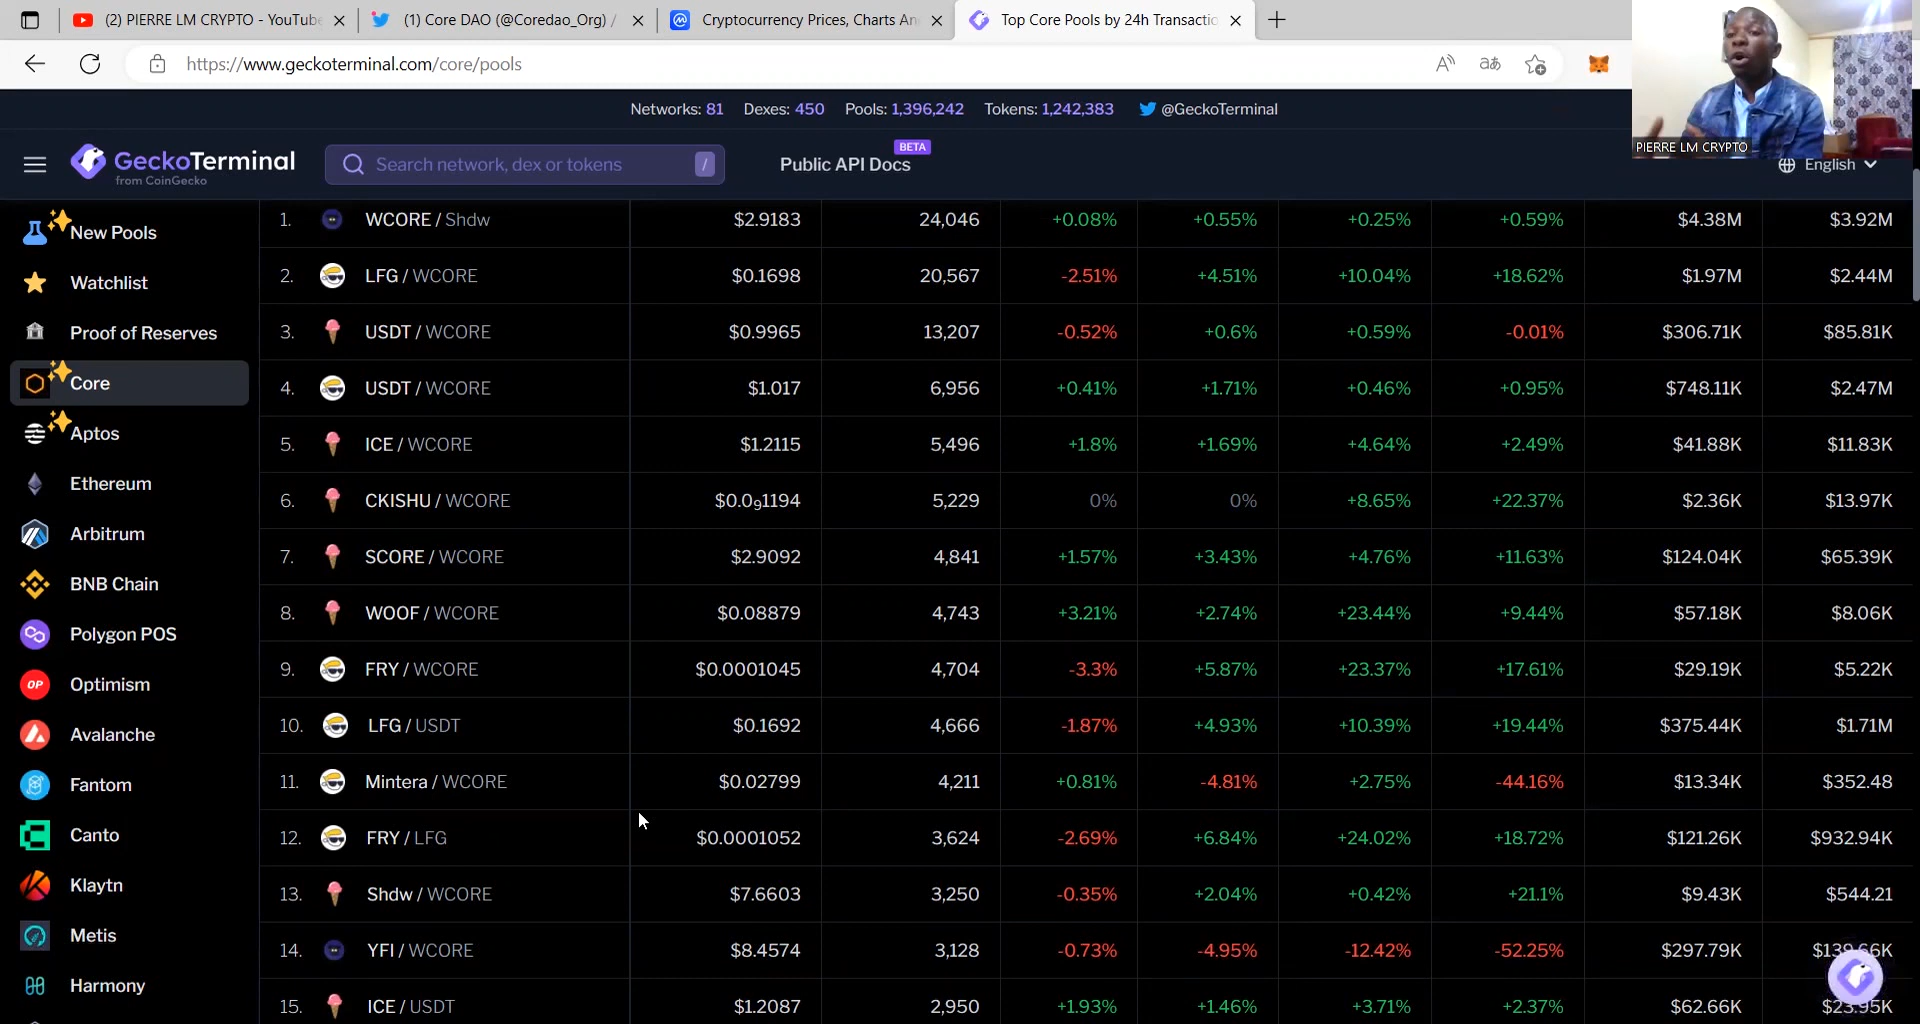 (2) PIERRE LM CRYPTO - YouTube
(1) Core DAO (@Coredao_Org) /
Cryptocurrency Prices, Charts An
Top Core Pools by 24h Transactio
https://www.geckoterminal.com/core/pools
PIERRE LM CRYPTO
Networks: 81 Dexes: 450 Pools: 1,396,242 Tokens: 1,242,383 @GeckoTerminal
GeckoTerminal
from CoinGecko
Search network, dex or tokens /
Public API Docs
BETA
English
New Pools
Watchlist
Proof of Reserves
Core
Aptos
Ethereum
Arbitrum
BNB Chain
Polygon POS
OP Optimism
Avalanche
Fantom
Canto
Klaytn
Metis
Harmony
1. WCORE / Shdw $2.9183 24,046 +0.08% +0.55% +0.25% +0.59% $4.38M $3.92M
2. LFG / WCORE $0.1698 20,567 -2.51% +4.51% +10.04% +18.62% $1.97M $2.44M
3. USDT / WCORE $0.9965 13,207 -0.52% +0.6% +0.59% -0.01% $306.71K $85.81K
4. USDT / WCORE $1.017 6,956 +0.41% +1.71% +0.46% +0.95% $748.11K $2.47M
5. ICE / WCORE $1.2115 5,496 +1.8% +1.69% +4.64% +2.49% $41.88K $11.83K
6. CKISHU / WCORE $0.0₉1194 5,229 0% 0% +8.65% +22.37% $2.36K $13.97K
7. SCORE / WCORE $2.9092 4,841 +1.57% +3.43% +4.76% +11.63% $124.04K $65.39K
8. WOOF / WCORE $0.08879 4,743 +3.21% +2.74% +23.44% +9.44% $57.18K $8.06K
9. FRY / WCORE $0.0001045 4,704 -3.3% +5.87% +23.37% +17.61% $29.19K $5.22K
10. LFG / USDT $0.1692 4,666 -1.87% +4.93% +10.39% +19.44% $375.44K $1.71M
11. Mintera / WCORE $0.02799 4,211 +0.81% -4.81% +2.75% -44.16% $13.34K $352.48
12. FRY / LFG $0.0001052 3,624 -2.69% +6.84% +24.02% +18.72% $121.26K $932.94K
13. Shdw / WCORE $7.6603 3,250 -0.35% +2.04% +0.42% +21.1% $9.43K $544.21
14. YFI / WCORE $8.4574 3,128 -0.73% -4.95% -12.42% -52.25% $297.79K
15. ICE / USDT $1.2087 2,950 +1.93% +1.46% +3.71% +2.37% $62.66K